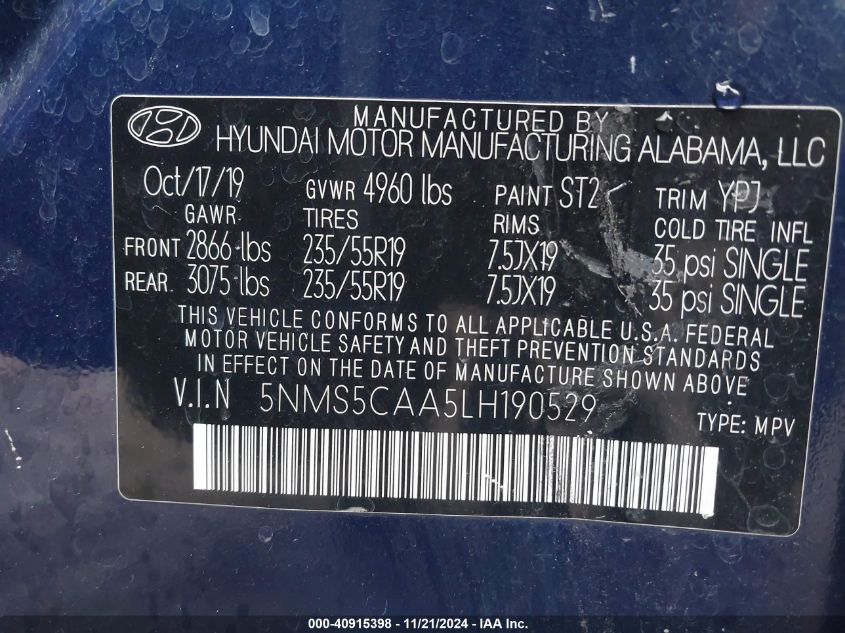 MANUFACTURED BY
HYUNDAI MOTOR MANUFACTURING ALABAMA, LLC
Oct/17/19 GVWR 4960 lbs PAINT ST2 TRIM YPJ
GAWR. TIRES RIMS COLD TIRE INFL
FRONT 2866 lbs 235/55R19 7.5JX19 35 psi SINGLE
REAR. 3075 lbs 235/55R19 7.5JX19 35 psi SINGLE
THIS VEHICLE CONFORMS TO ALL APPLICABLE U.S.A. FEDERAL
MOTOR VEHICLE SAFETY AND THEFT PREVENTION STANDARDS
IN EFFECT ON THE DATE OF MANUFACTURE SHOWN ABOVE
V.I.N 5NMS5CAA5LH190529 TYPE: MPV
000-40915398 - 11/21/2024 - IAA Inc.